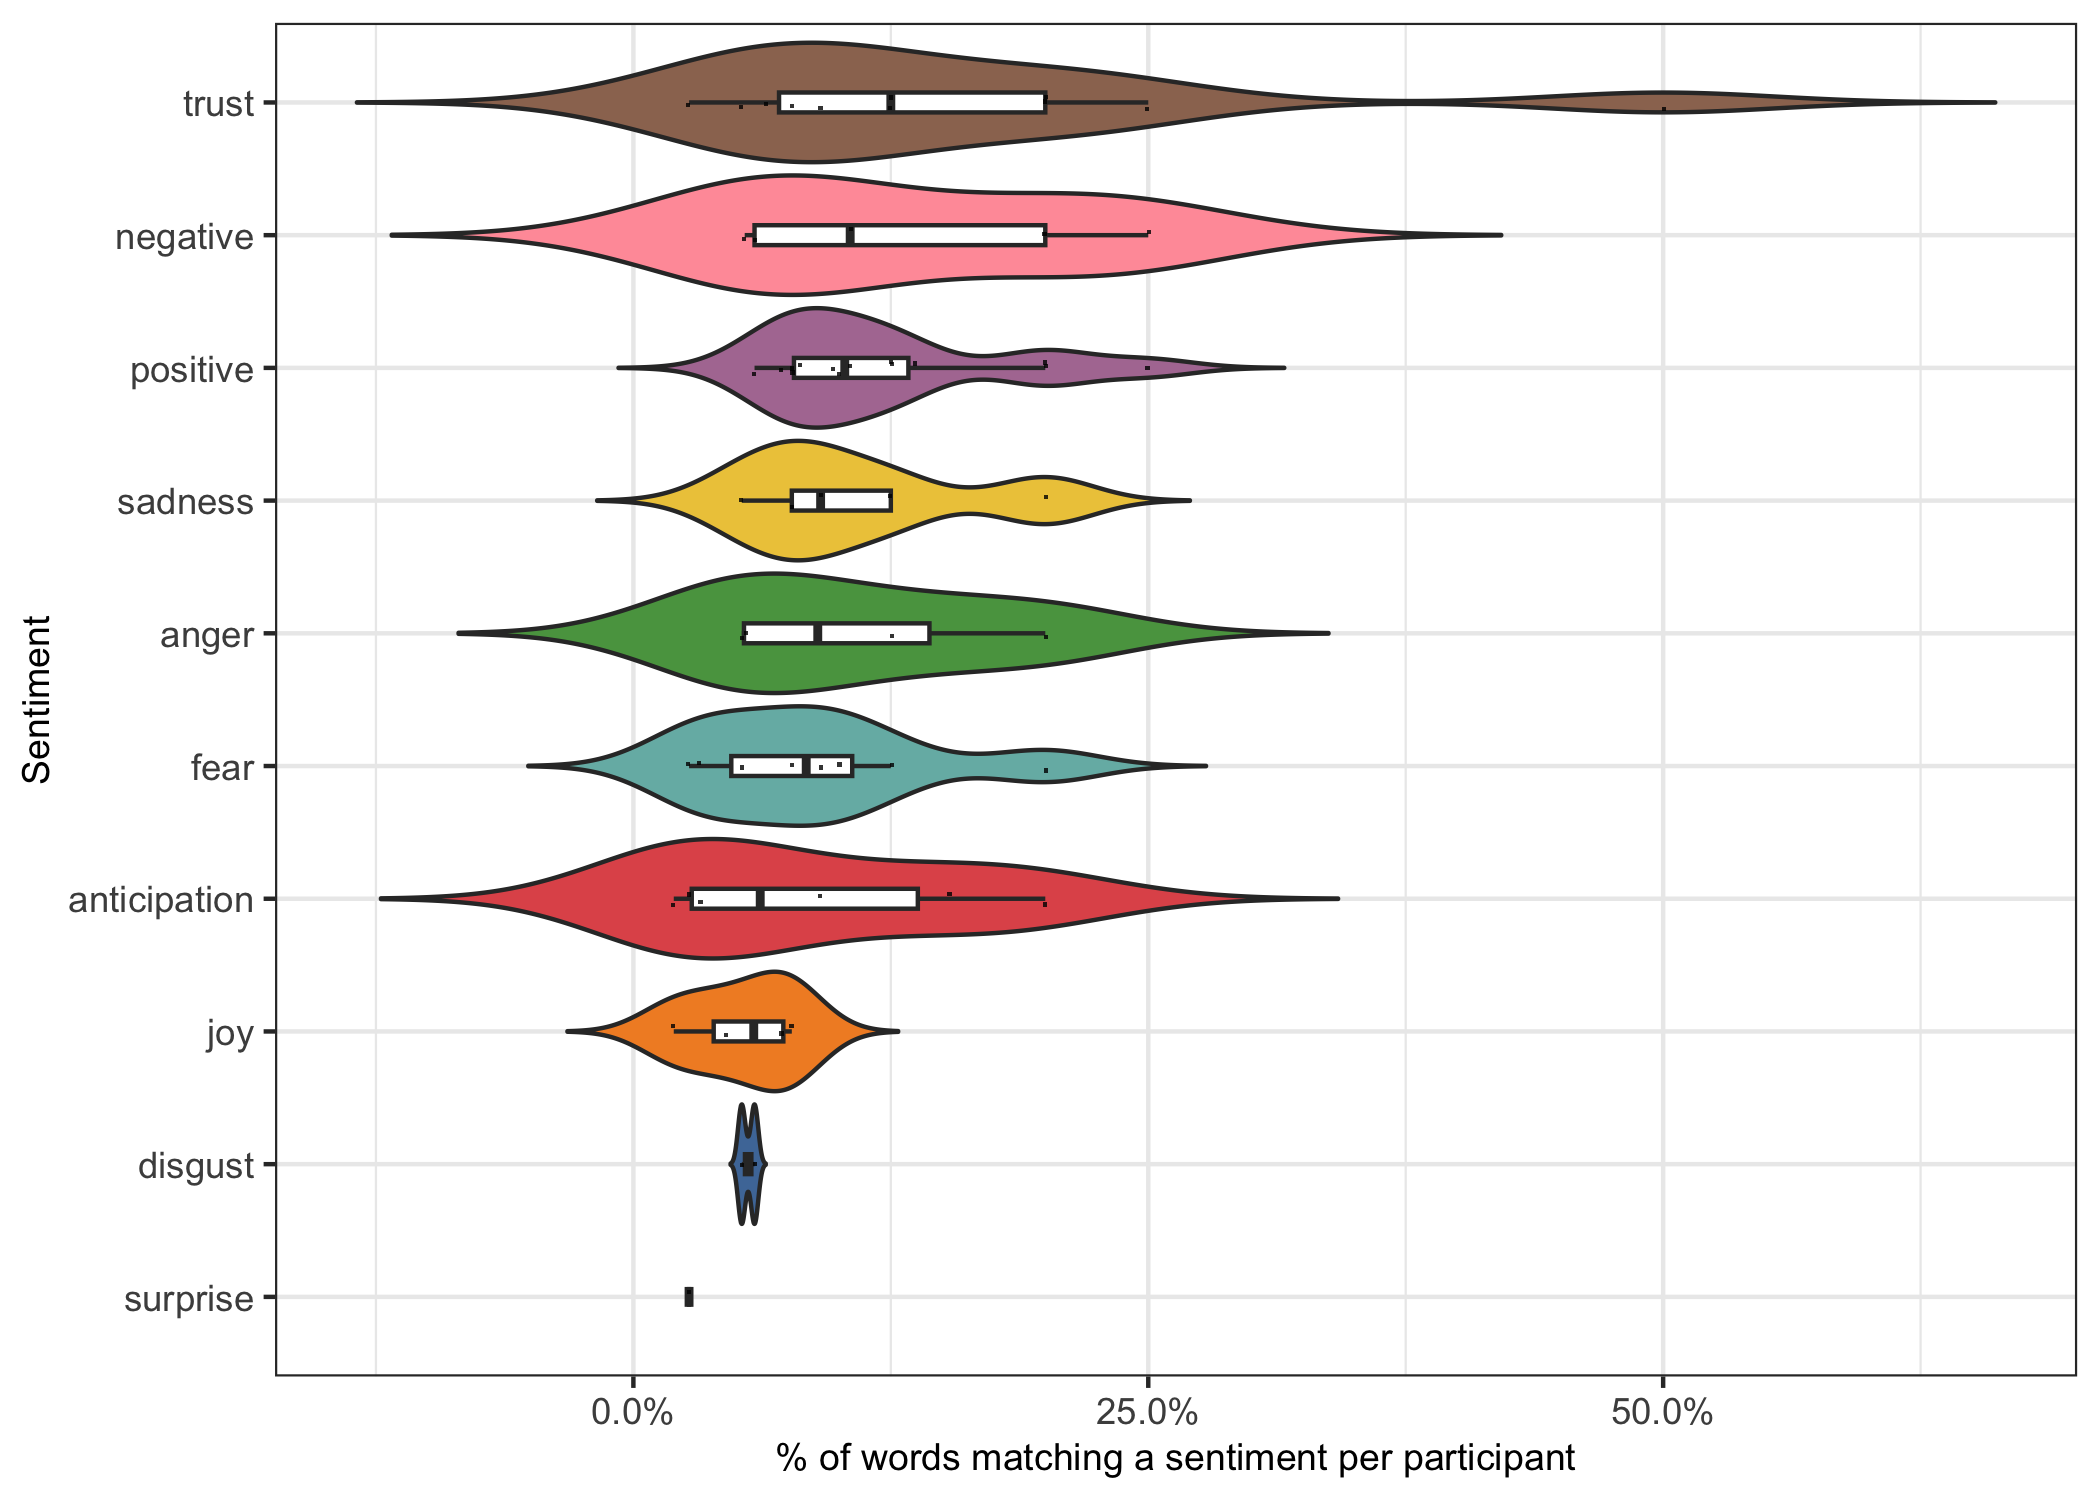 Sentiment
trust
negative
positive
sadness
anger
fear
anticipation
joy
disgust
surprise
0.0% 25.0% 50.0%
% of words matching a sentiment per participant